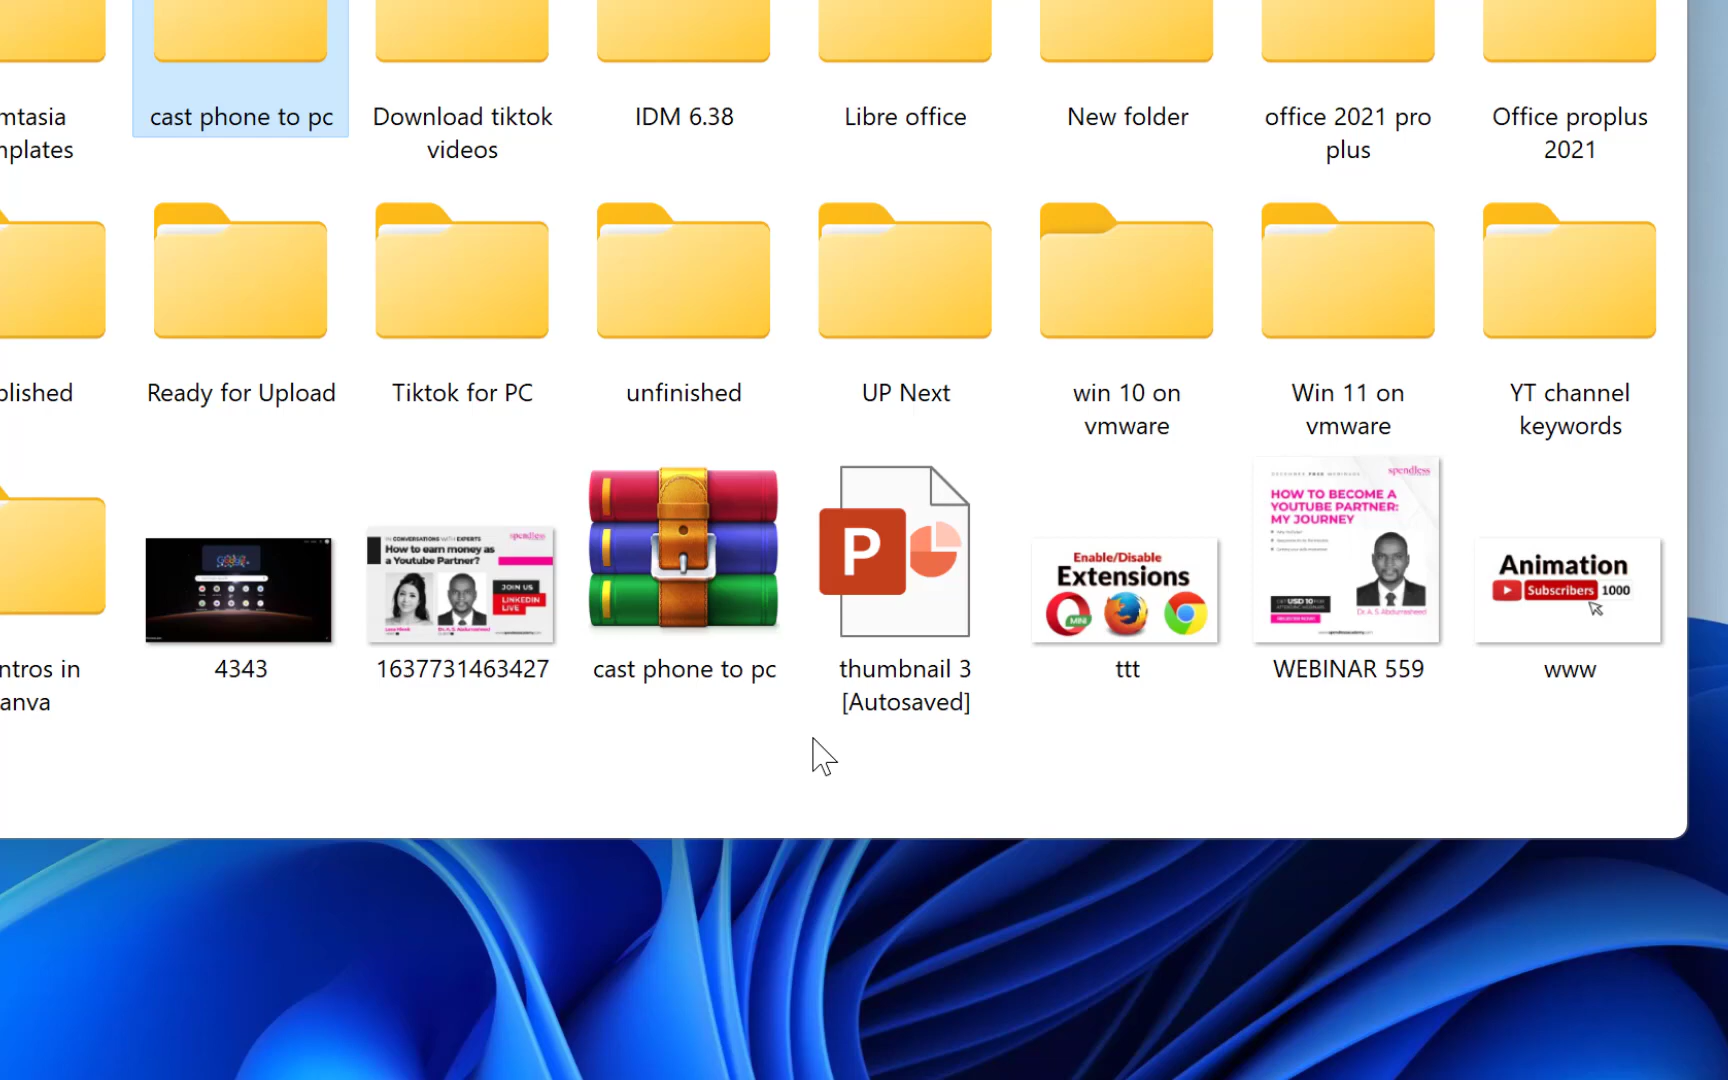 mtasia
mplates
cast phone to pc
Download tiktok
videos
IDM 6.38
Libre office
New folder
office 2021 pro
plus
Office proplus
2021
blished
Ready for Upload
Tiktok for PC
unfinished
UP Next
win 10 on
vmware
Win 11 on
vmware
YT channel
keywords
ntros in
anva
4343
IN CONVERSATIONS WITH EXPERTS
spendless
How to earn money as
a Youtube Partner?
JOIN US
LINKEDIN
LIVE
1637731463427
cast phone to pc
P
thumbnail 3
[Autosaved]
Enable/Disable
Extensions
MINI
ttt
spendless
HOW TO BECOME A
YOUTUBE PARTNER:
MY JOURNEY
Dr. A. S. Abdurrasheed
WEBINAR 559
Animation
Subscribers 1000
www